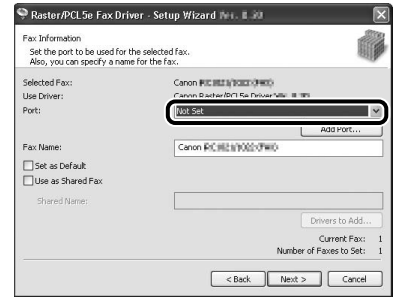 Raster/PCL5e Fax Driver - Setup Wizard
Fax Information
Set the port to be used for the selected fax.
Also, you can specify a name for the fax.
Selected Fax: Canon
Use Driver: Canon Raster/PCL5e Driver
Port: Not Set
Add Port...
Fax Name: Canon
Set as Default
Use as Shared Fax
Shared Name:
Drivers to Add...
Current Fax: 1
Number of Faxes to Set: 1
< Back Next > Cancel